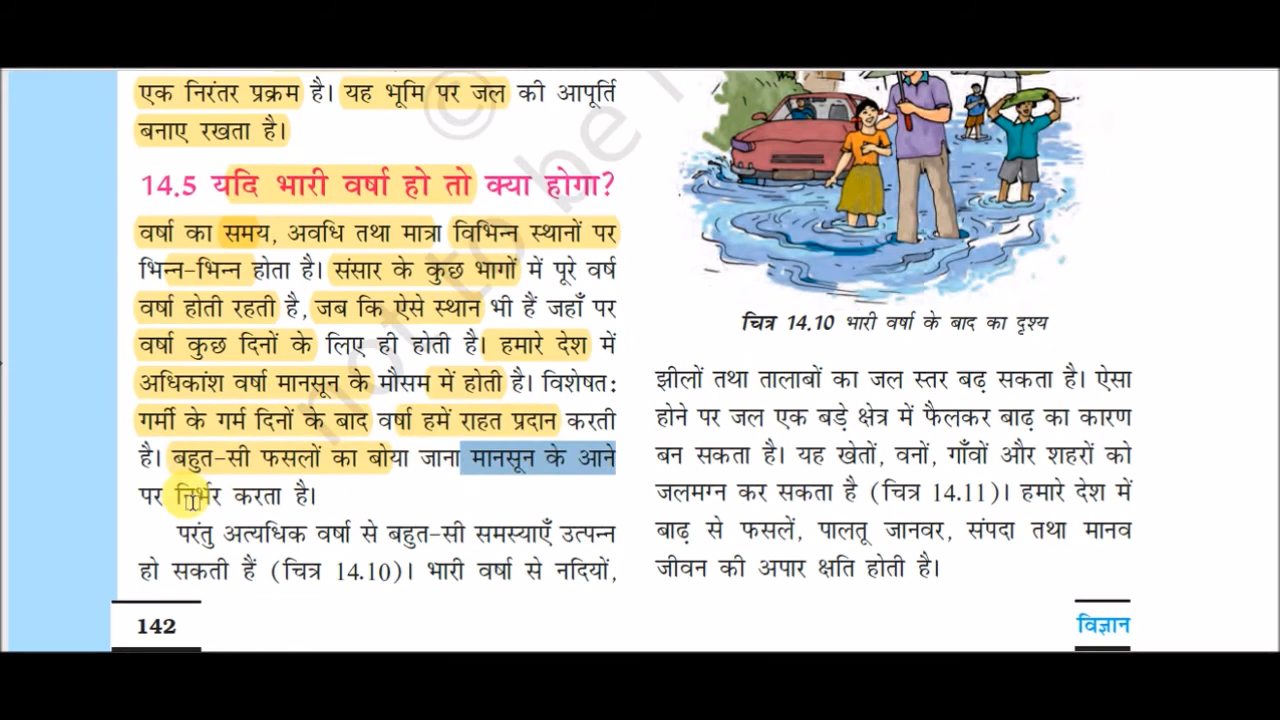 एक निरंतर प्रक्रम है। यह भूमि पर जल की आपूर्ति
बनाए रखता है।
14.5 यदि भारी वर्षा हो तो क्या होगा?
वर्षा का समय, अवधि तथा मात्रा विभिन्न स्थानों पर
भिन्न-भिन्न होता है। संसार के कुछ भागों में पूरे वर्ष
वर्षा होती रहती है, जब कि ऐसे स्थान भी हैं जहाँ पर
वर्षा कुछ दिनों के लिए ही होती है। हमारे देश में
अधिकांश वर्षा मानसून के मौसम में होती है। विशेषत:
गर्मी के गर्म दिनों के बाद वर्षा हमें राहत प्रदान करती
है। बहुत-सी फसलों का बोया जाना मानसून के आने
पर निर्भर करता है।
परंतु अत्यधिक वर्षा से बहुत-सी समस्याएँ उत्पन्न
हो सकती हैं (चित्र 14.10)। भारी वर्षा से नदियों,
चित्र 14.10 भारी वर्षा के बाद का दृश्य
झीलों तथा तालाबों का जल स्तर बढ़ सकता है। ऐसा
होने पर जल एक बड़े क्षेत्र में फैलकर बाढ़ का कारण
बन सकता है। यह खेतों, वनों, गाँवों और शहरों को
जलमग्न कर सकता है (चित्र 14.11)। हमारे देश में
बाढ़ से फसलें, पालतू जानवर, संपदा तथा मानव
जीवन की अपार क्षति होती है।
142
विज्ञान
© not to be